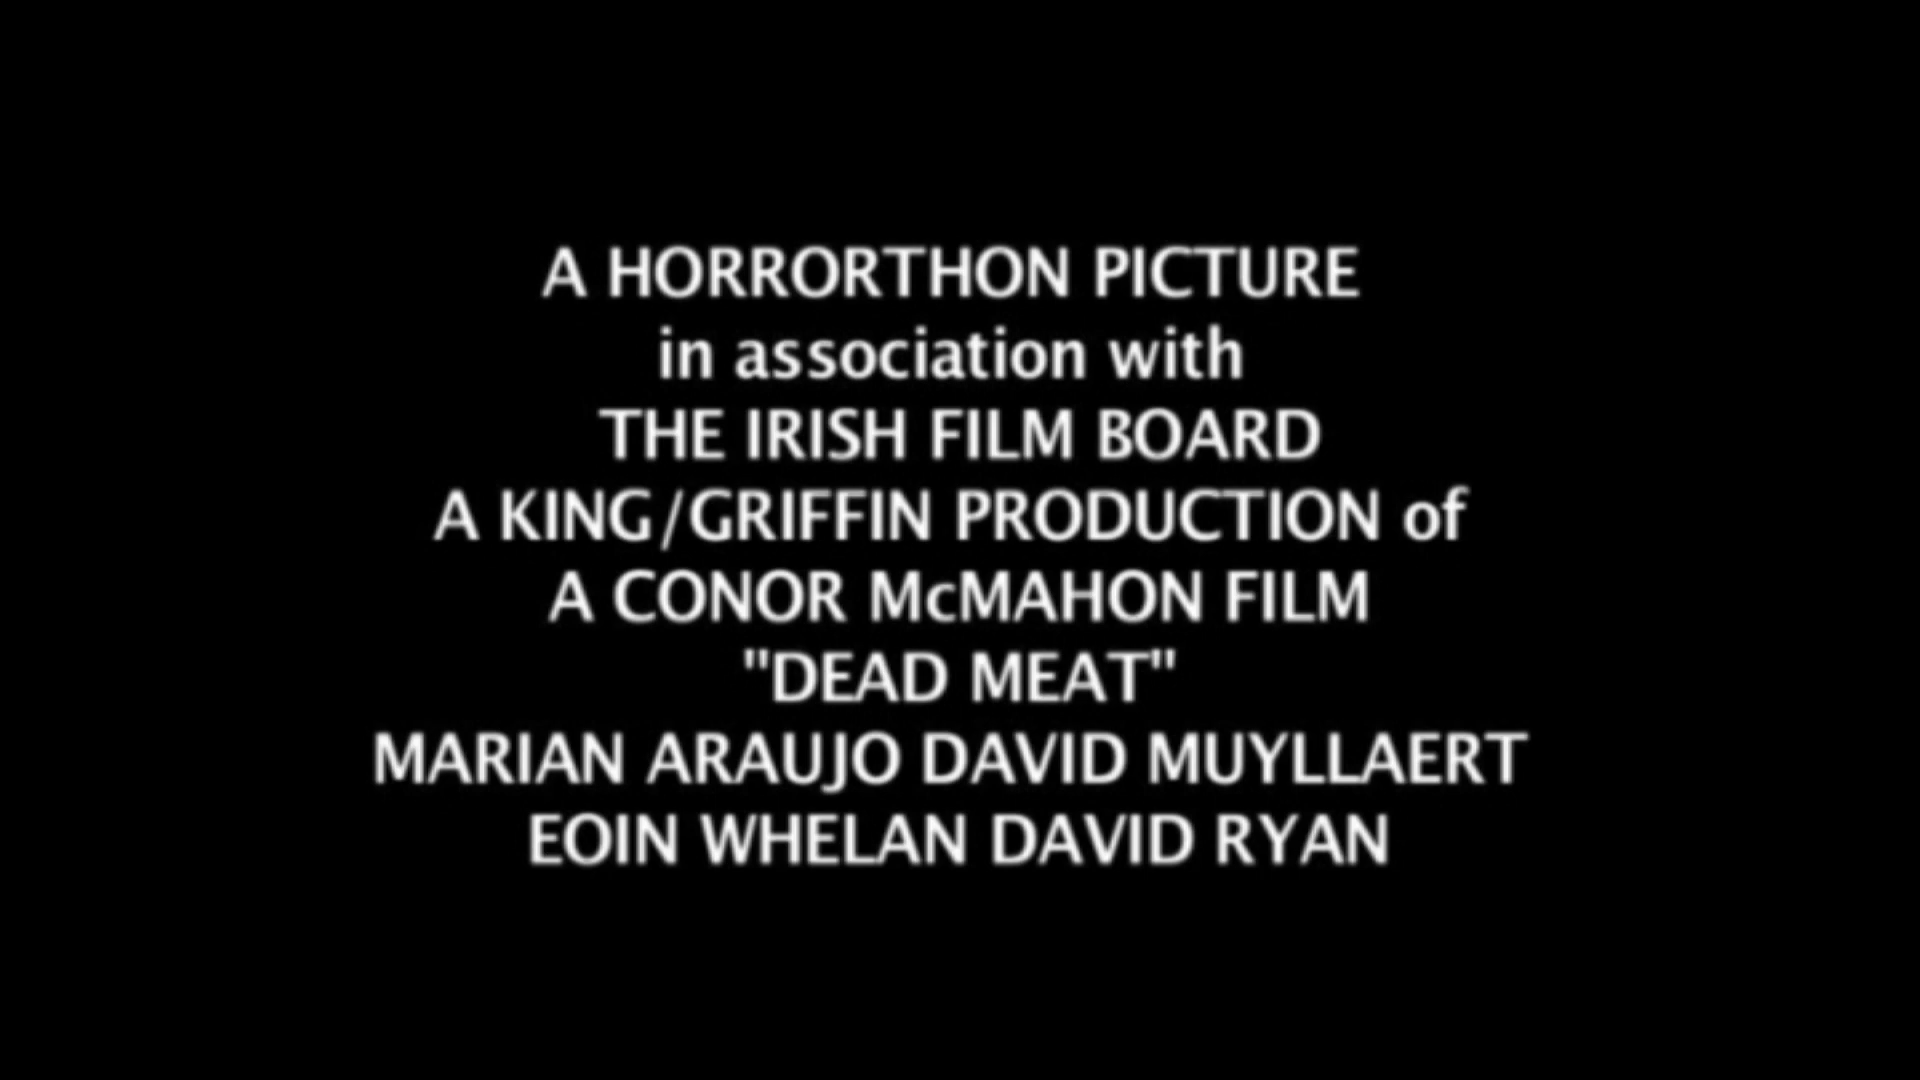 A HORRORTHON PICTURE
in association with
THE IRISH FILM BOARD
A KING/GRIFFIN PRODUCTION of
A CONOR McMAHON FILM
"DEAD MEAT"
MARIAN ARAUJO DAVID MUYLLAERT
EOIN WHELAN DAVID RYAN